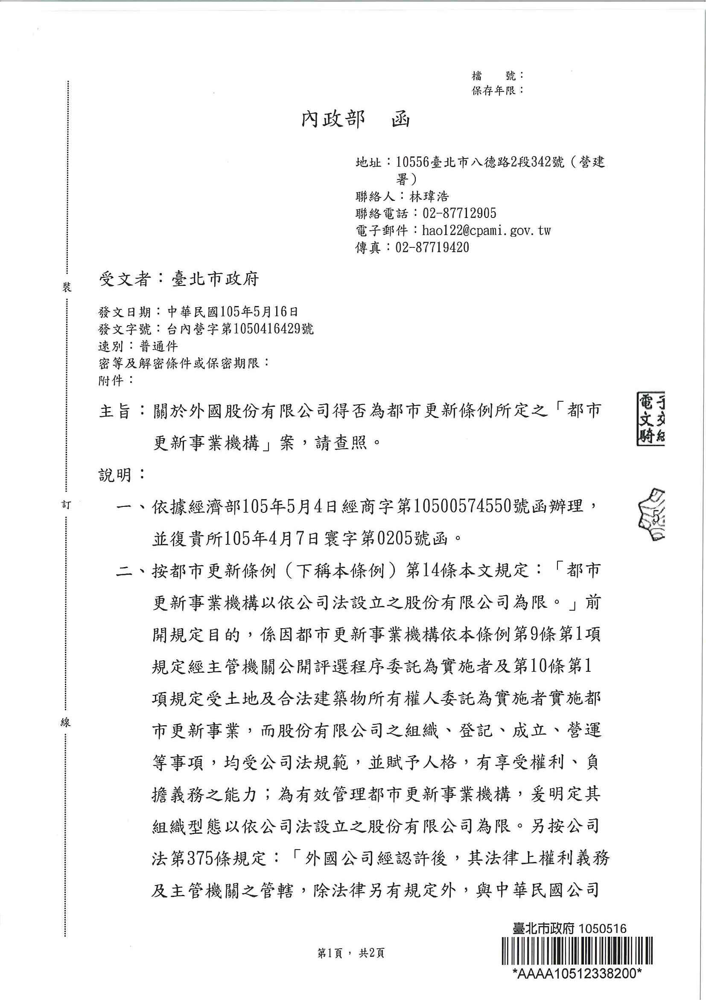 檔　　號：
保存年限：
內政部　函
地址：10556臺北市八德路2段342號（營建
署）
聯絡人：林瑋浩
聯絡電話：02-87712905
電子郵件：hao122@cpami.gov.tw
傳真：02-87719420
受文者：臺北市政府
發文日期：中華民國105年5月16日
發文字號：台內營字第1050416429號
速別：普通件
密等及解密條件或保密期限：
附件：
主旨：關於外國股份有限公司得否為都市更新條例所定之「都市
更新事業機構」案，請查照。
說明：
一、依據經濟部105年5月4日經商字第10500574550號函辦理，
並復貴所105年4月7日寰字第0205號函。
二、按都市更新條例（下稱本條例）第14條本文規定：「都市
更新事業機構以依公司法設立之股份有限公司為限。」前
開規定目的，係因都市更新事業機構依本條例第9條第1項
規定經主管機關公開評選程序委託為實施者及第10條第1
項規定受土地及合法建築物所有權人委託為實施者實施都
市更新事業，而股份有限公司之組織、登記、成立、營運
等事項，均受公司法規範，並賦予人格，有享受權利、負
擔義務之能力；為有效管理都市更新事業機構，爰明定其
組織型態以依公司法設立之股份有限公司為限。另按公司
法第375條規定：「外國公司經認許後，其法律上權利義務
及主管機關之管轄，除法律另有規定外，與中華民國公司
裝
訂
線
電子
文交
騎
5
第1頁，共2頁
臺北市政府 1050516
*AAAA10512338200*